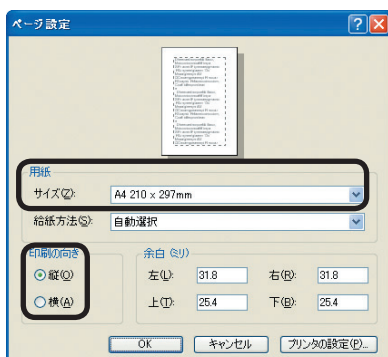 ページ設定
用紙
サイズ(Z): A4 210 x 297mm
給紙方法(S): 自動選択
印刷の向き
縦(O)
横(A)
余白 (ミリ)
左(L): 31.8 右(R): 31.8
上(T): 25.4 下(B): 25.4
OK キャンセル プリンタの設定(P)...